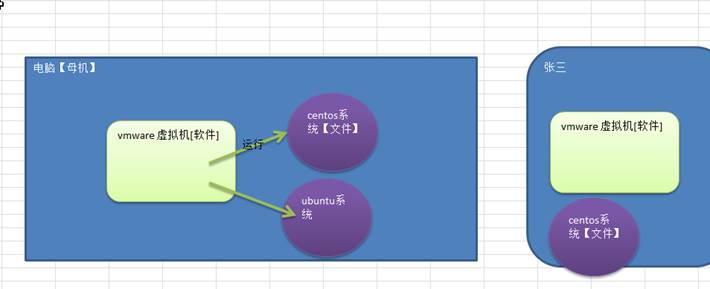 电脑【母机】
vmware 虚拟机[软件]
运行
centos系
统【文件】
ubuntu系
统
张三
vmware 虚拟机[软件]
centos系
统【文件】